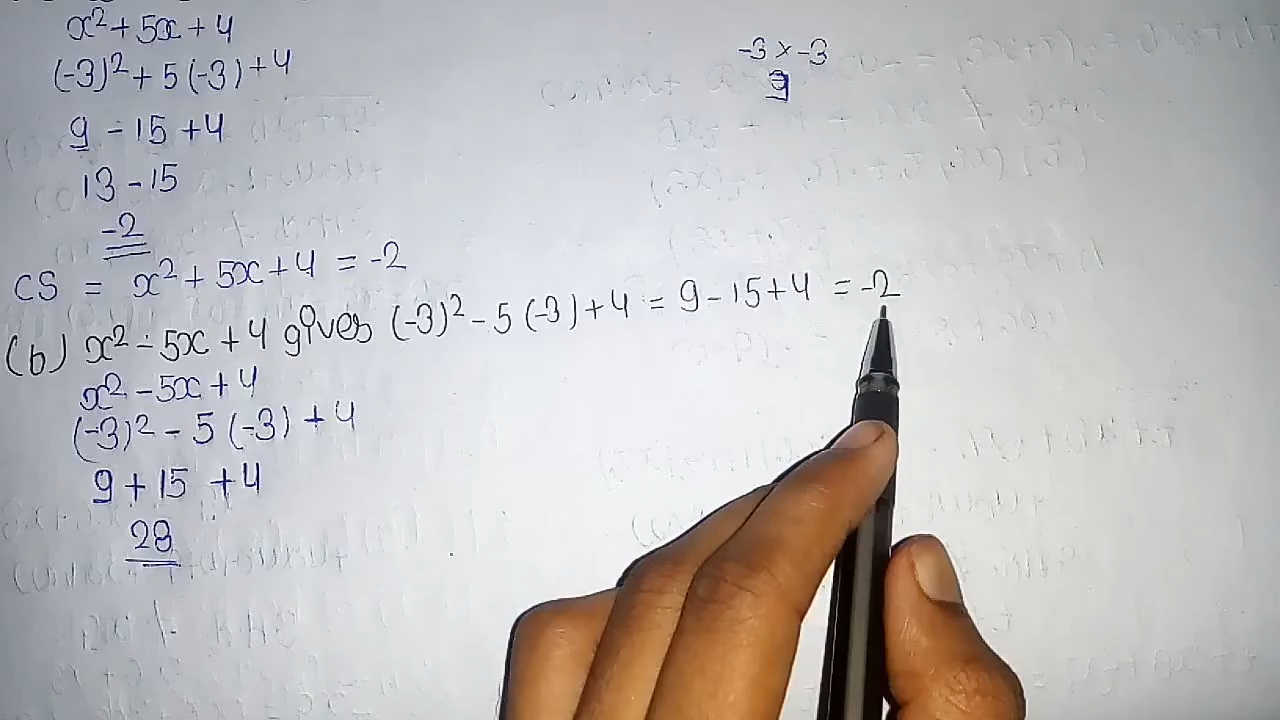 x² + 5x + 4
(-3)² + 5 (-3) + 4
-3 × -3
9
9 - 15 + 4
13 - 15
-2
CS = x² + 5x + 4 = -2
(b) x² - 5x + 4 gives (-3)² - 5 (-3) + 4 = 9 - 15 + 4 = -2
x² - 5x + 4
(-3)² - 5 (-3) + 4
9 + 15 + 4
28